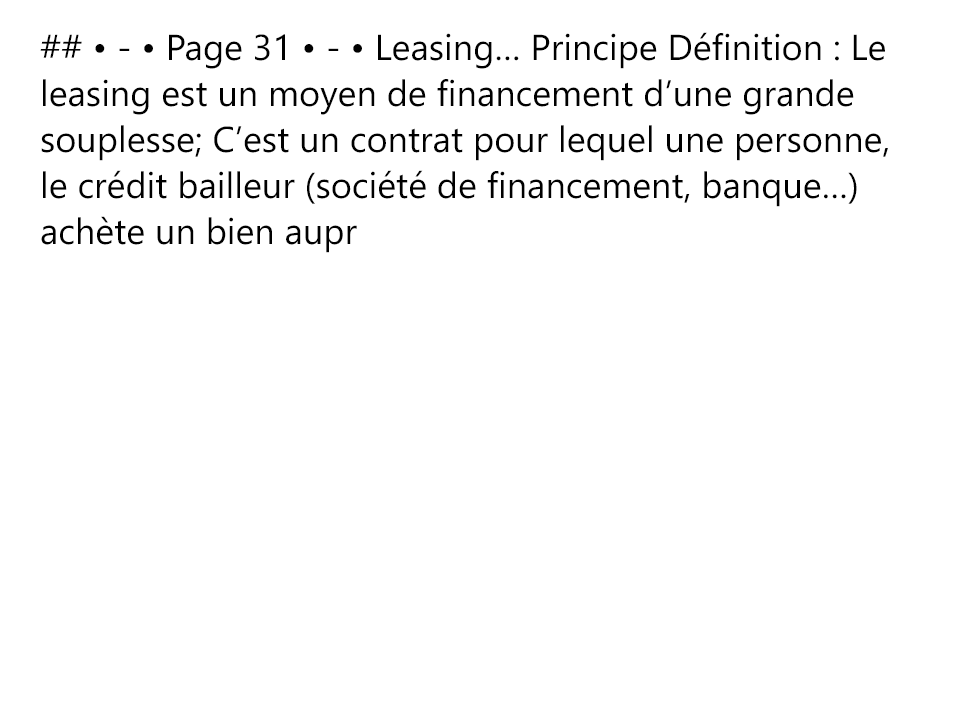 ## • - • Page 31 • - • Leasing… Principe Définition : Le
leasing est un moyen de financement d’une grande
souplesse; C’est un contrat pour lequel une personne,
le crédit bailleur (société de financement, banque…)
achète un bien aupr